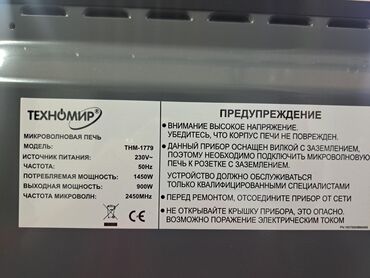 ТЕХНОМИР®
МИКРОВОЛНОВАЯ ПЕЧЬ
МОДЕЛЬ: ТНМ-1779
ИСТОЧНИК ПИТАНИЯ: 230V~
ЧАСТОТА: 50Hz
ПОТРЕБЛЯЕМАЯ МОЩНОСТЬ: 1450W
ВЫХОДНАЯ МОЩНОСТЬ: 900W
ЧАСТОТА МИКРОВОЛН: 2450MHz
CE
ПРЕДУПРЕЖДЕНИЕ
• ВНИМАНИЕ ВЫСОКОЕ НАПРЯЖЕНИЕ.
УБЕДИТЕСЬ, ЧТО КОРПУС ПЕЧИ НЕ ПОВРЕЖДЕН.
• ДАННЫЙ ПРИБОР ОСНАЩЕН ВИЛКОЙ С ЗАЗЕМЛЕНИЕМ,
ПОЭТОМУ НЕОБХОДИМО ПОДКЛЮЧИТЬ МИКРОВОЛНОВУЮ
ПЕЧЬ К РОЗЕТКЕ С ЗАЗЕМЛЕНИЕМ.
УСТРОЙСТВО ДОЛЖНО ОБСЛУЖИВАТЬСЯ
ТОЛЬКО КВАЛИФИЦИРОВАННЫМИ СПЕЦИАЛИСТАМИ
• ПЕРЕД РЕМОНТОМ, ОТСОЕДИНИТЕ ПРИБОР ОТ СЕТИ
• НЕ ОТКРЫВАЙТЕ КРЫШКУ ПРИБОРА, ЭТО ОПАСНО.
ВОЗМОЖНО ПОРАЖЕНИЕ ЭЛЕКТРИЧЕСКИМ ТОКОМ